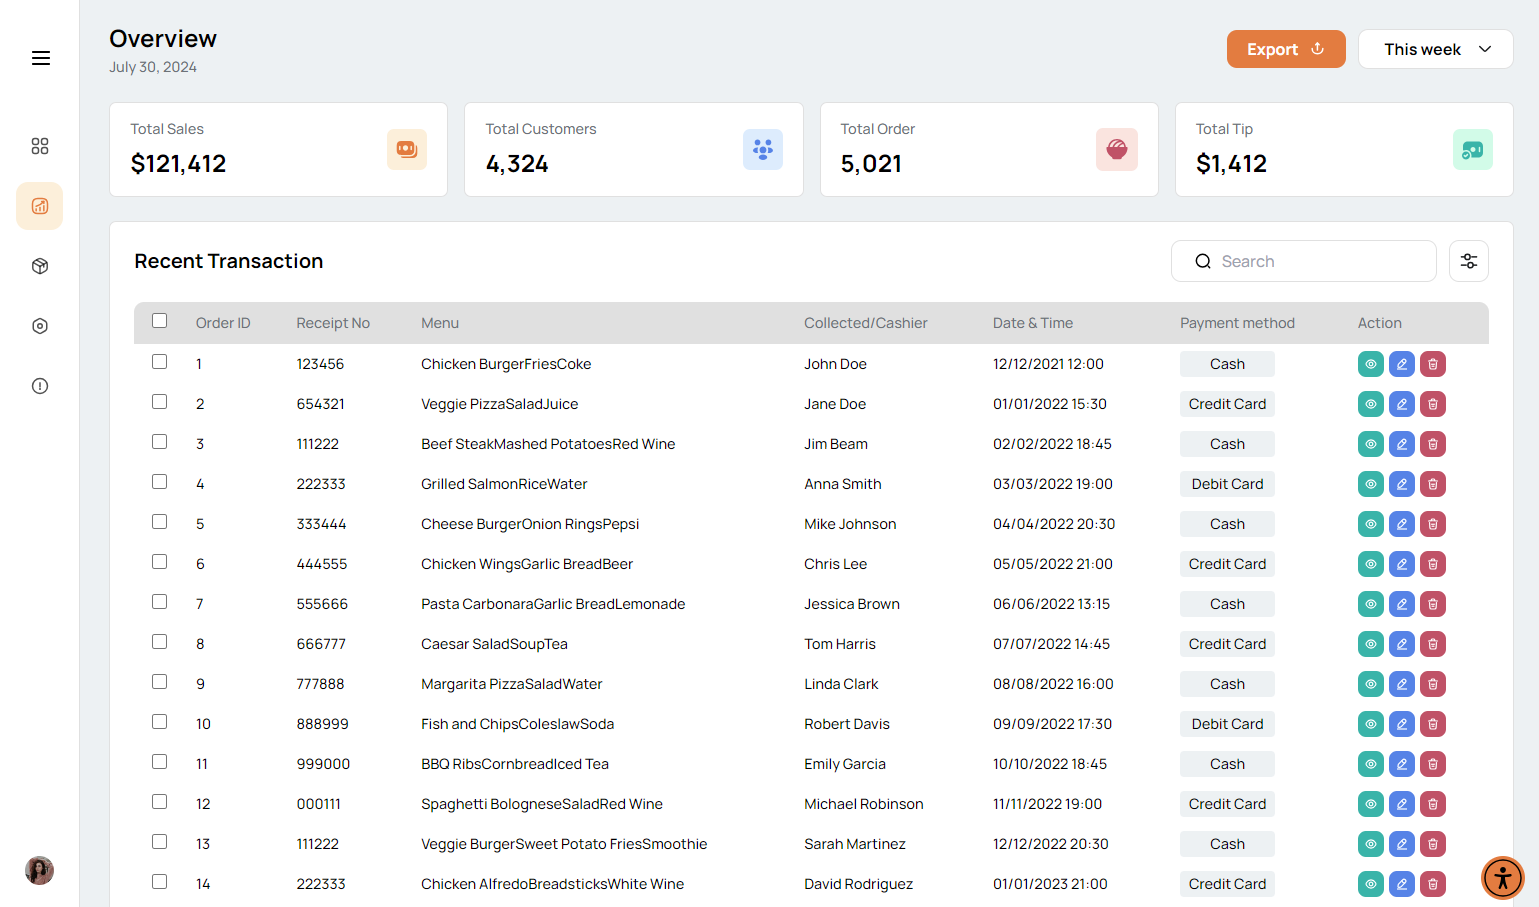 Overview
July 30, 2024
Export
This week
Total Sales
$121,412
Total Customers
4,324
Total Order
5,021
Total Tip
$1,412
Recent Transaction
Search
Order ID Receipt No Menu Collected/Cashier Date & Time Payment method Action
1 123456 Chicken BurgerFriesCoke John Doe 12/12/2021 12:00 Cash
2 654321 Veggie PizzaSaladJuice Jane Doe 01/01/2022 15:30 Credit Card
3 111222 Beef SteakMashed PotatoesRed Wine Jim Beam 02/02/2022 18:45 Cash
4 222333 Grilled SalmonRiceWater Anna Smith 03/03/2022 19:00 Debit Card
5 333444 Cheese BurgerOnion RingsPepsi Mike Johnson 04/04/2022 20:30 Cash
6 444555 Chicken WingsGarlic BreadBeer Chris Lee 05/05/2022 21:00 Credit Card
7 555666 Pasta CarbonaraGarlic BreadLemonade Jessica Brown 06/06/2022 13:15 Cash
8 666777 Caesar SaladSoupTea Tom Harris 07/07/2022 14:45 Credit Card
9 777888 Margarita PizzaSaladWater Linda Clark 08/08/2022 16:00 Cash
10 888999 Fish and ChipsColeslawSoda Robert Davis 09/09/2022 17:30 Debit Card
11 999000 BBQ RibsCornbreadIced Tea Emily Garcia 10/10/2022 18:45 Cash
12 000111 Spaghetti BologneseSaladRed Wine Michael Robinson 11/11/2022 19:00 Credit Card
13 111222 Veggie BurgerSweet Potato FriesSmoothie Sarah Martinez 12/12/2022 20:30 Cash
14 222333 Chicken AlfredoBreadsticksWhite Wine David Rodriguez 01/01/2023 21:00 Credit Card